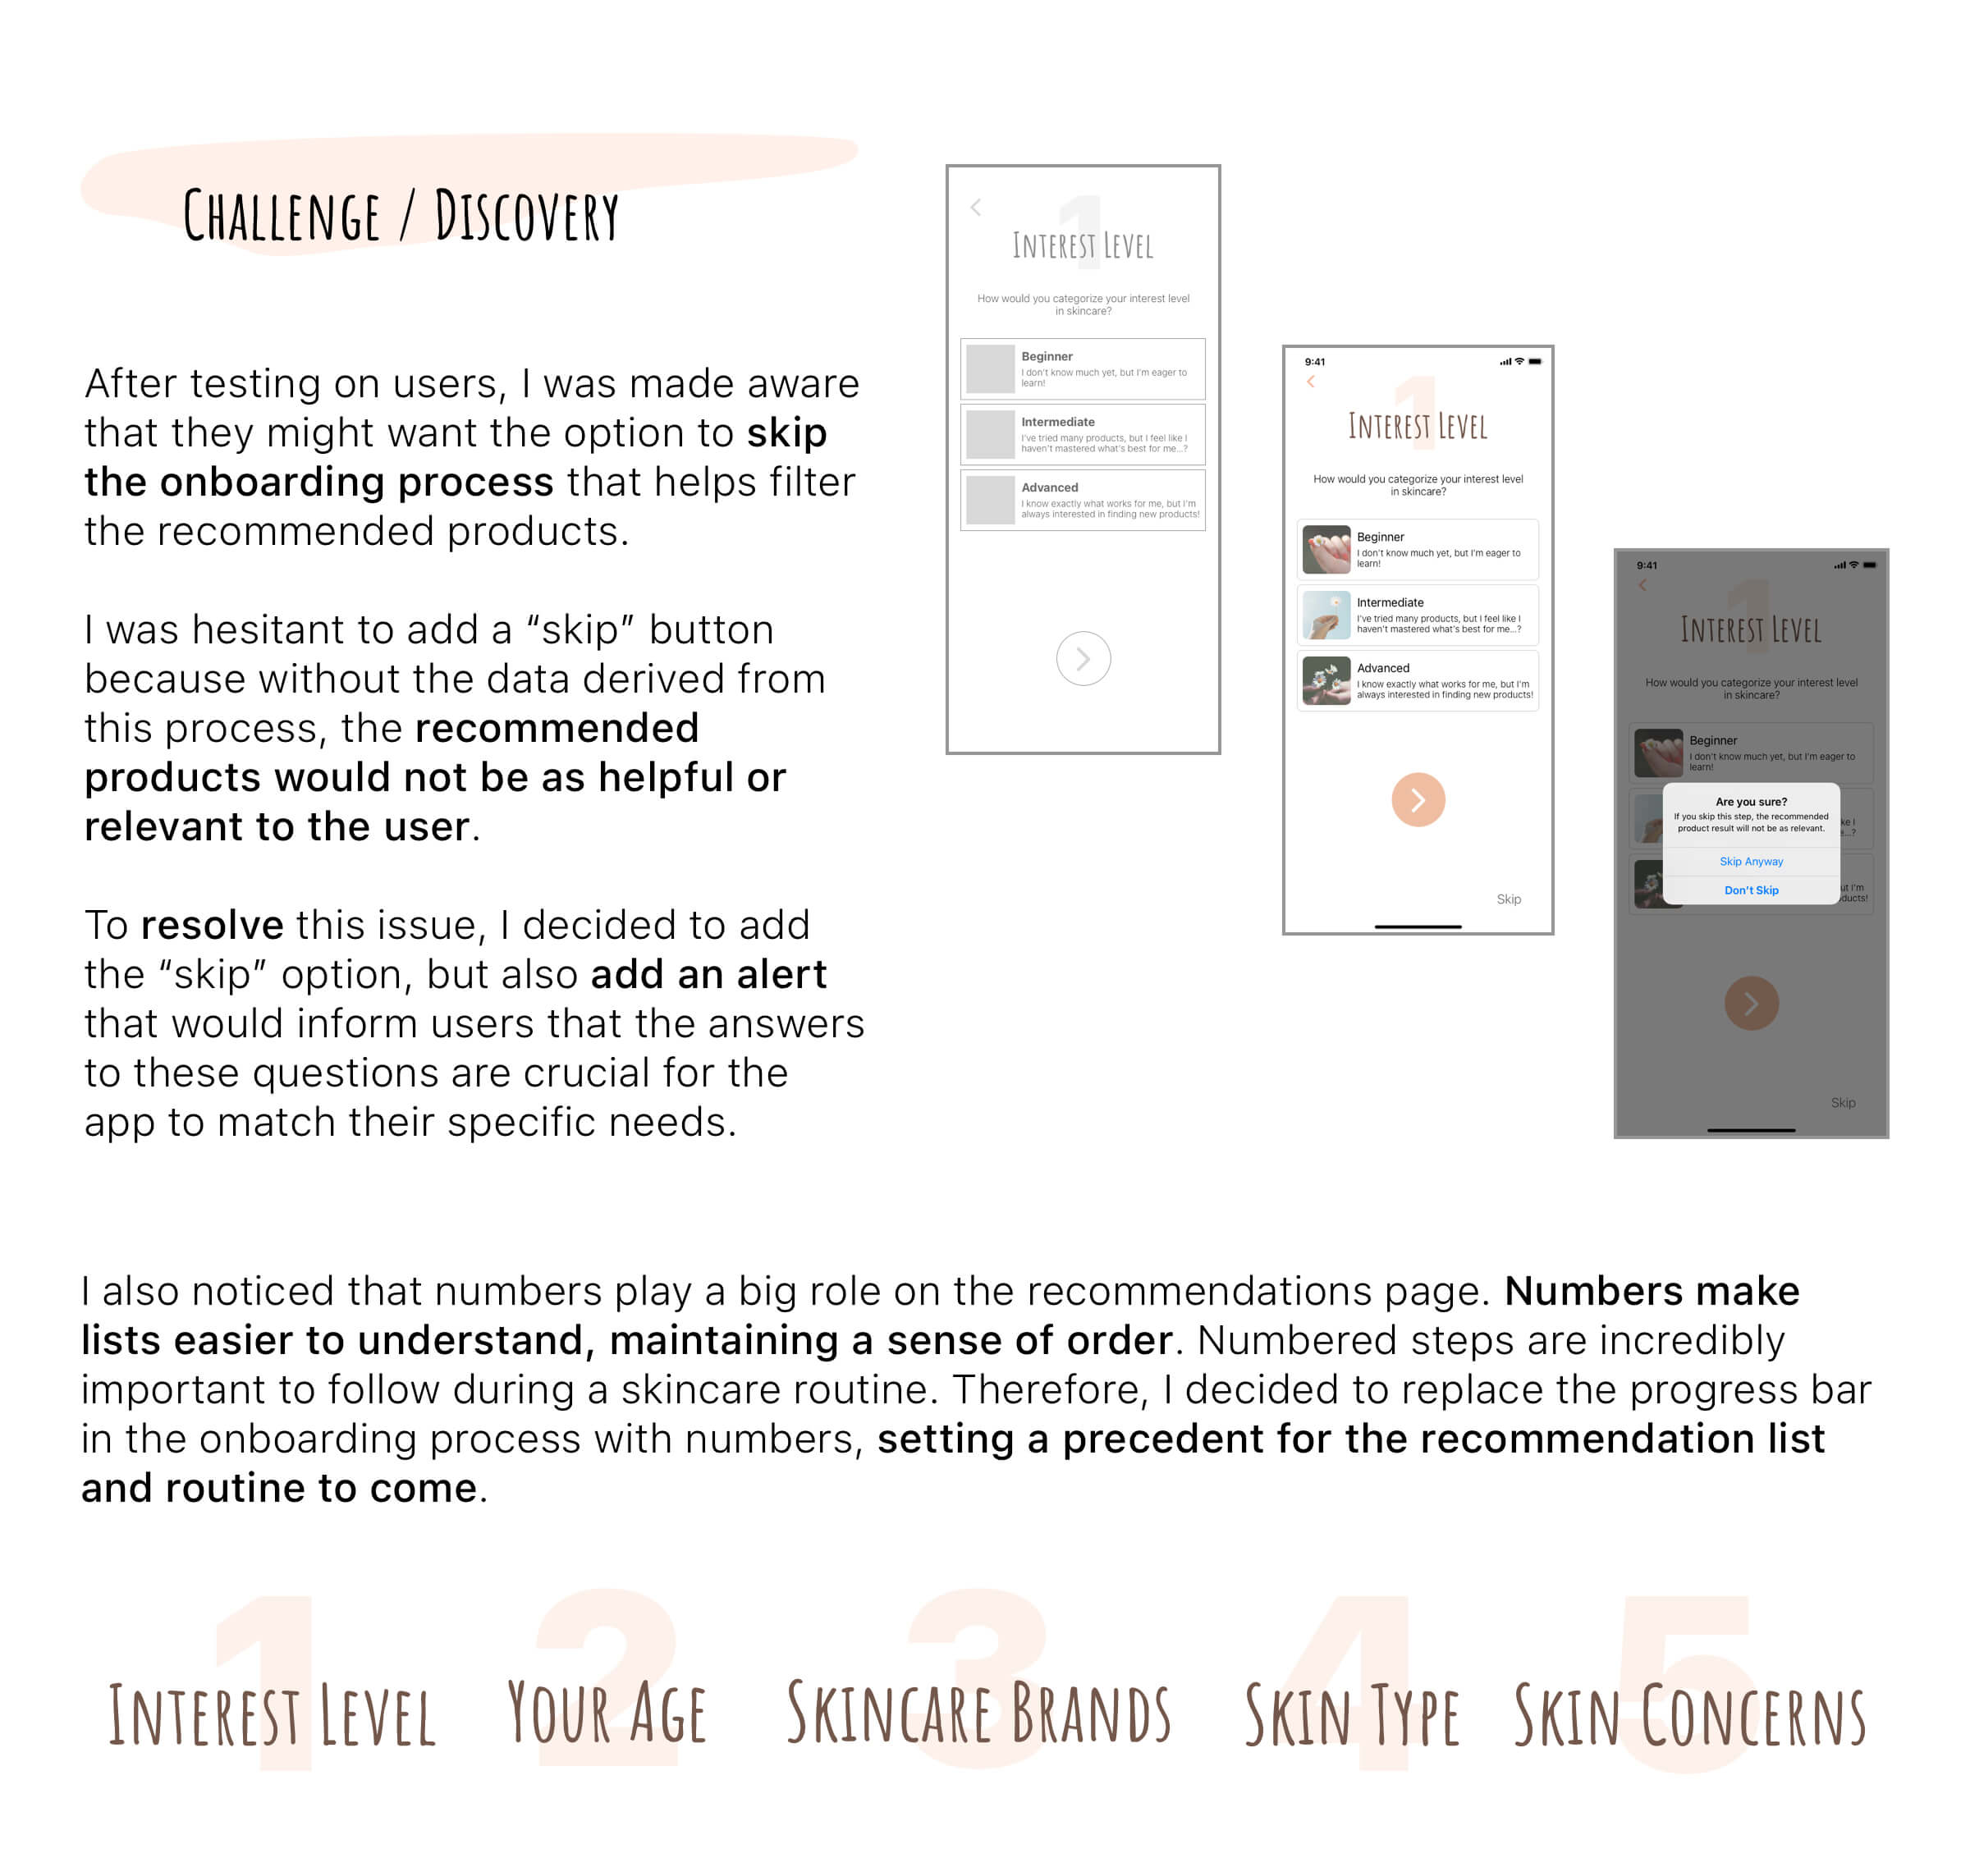 CHALLENGE / DISCOVERY
After testing on users, I was made aware
that they might want the option to skip
the onboarding process that helps filter
the recommended products.
I was hesitant to add a “skip” button
because without the data derived from
this process, the recommended
products would not be as helpful or
relevant to the user.
To resolve this issue, I decided to add
the “skip” option, but also add an alert
that would inform users that the answers
to these questions are crucial for the
app to match their specific needs.
1
INTEREST LEVEL
How would you categorize your interest level
in skincare?
Beginner
I don't know much yet, but I'm eager to
learn!
Intermediate
I've tried many products, but I feel like I
haven't mastered what's best for me...?
Advanced
I know exactly what works for me, but I'm
always interested in finding new products!
9:41
1
INTEREST LEVEL
How would you categorize your interest level
in skincare?
Beginner
I don't know much yet, but I'm eager to
learn!
Intermediate
I've tried many products, but I feel like I
haven't mastered what's best for me...?
Advanced
I know exactly what works for me, but I'm
always interested in finding new products!
Skip
9:41
1
INTEREST LEVEL
How would you categorize your interest level
in skincare?
Beginner
I don't know much yet, but I'm eager to
learn!
Are you sure?
If you skip this step, the recommended
product result will not be as relevant.
Skip Anyway
Don't Skip
ke I
e...?
ut I'm
ducts!
Skip
I also noticed that numbers play a big role on the recommendations page. Numbers make
lists easier to understand, maintaining a sense of order. Numbered steps are incredibly
important to follow during a skincare routine. Therefore, I decided to replace the progress bar
in the onboarding process with numbers, setting a precedent for the recommendation list
and routine to come.
1
INTEREST LEVEL
2
YOUR AGE
3
SKINCARE BRANDS
4
SKIN TYPE
5
SKIN CONCERNS